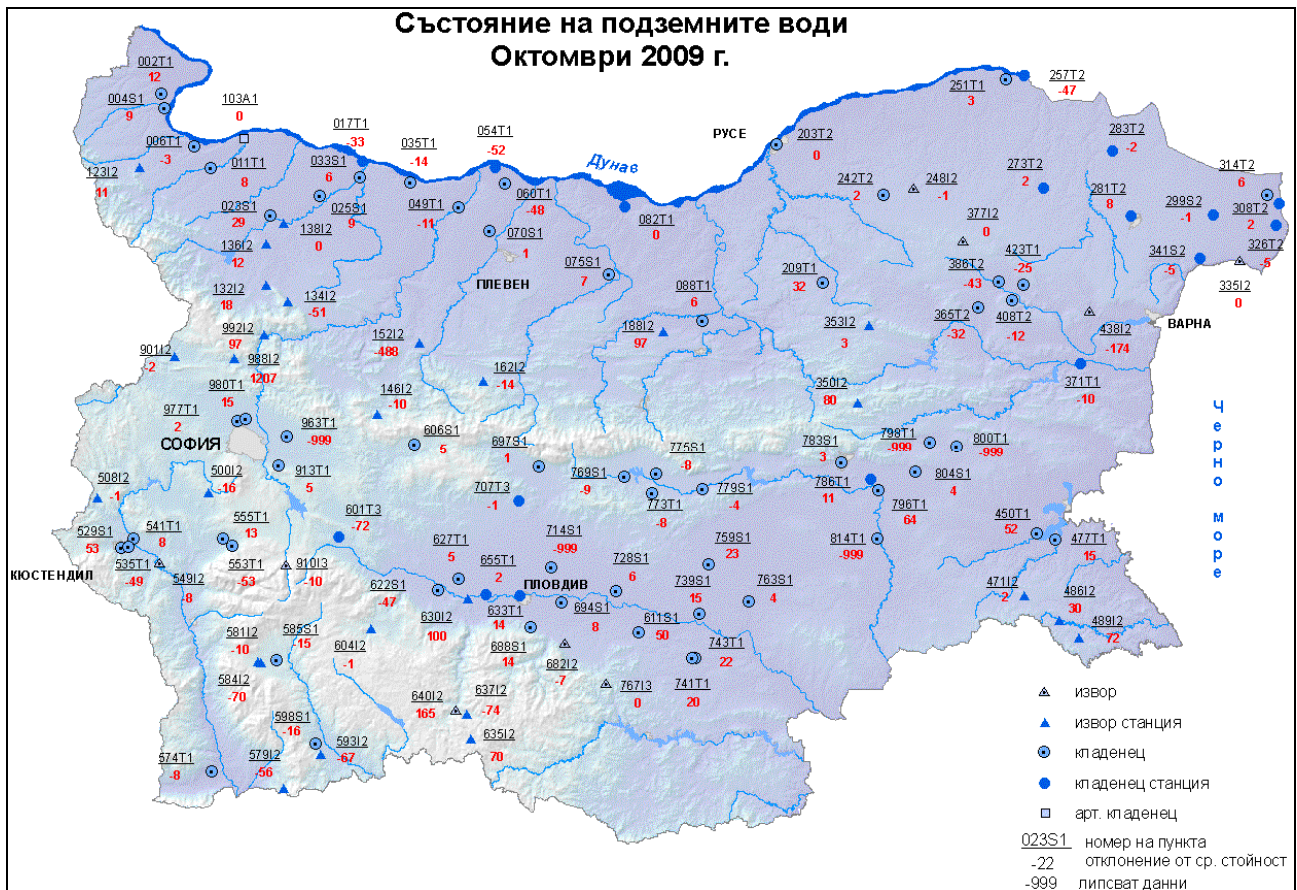 Състояние на подземните води
Октомври 2009 г.
002T1
12
004S1
9
103A1
0
006T1
-3
011T1
8
123I2
11
017T1
-33
033S1
6
035T1
-14
054T1
-52
Дунав
РУСЕ
203T2
0
251T1
3
257T2
-47
283T2
-2
273T2
2
314T2
6
242T2
2
248I2
-1
281T2
8
299S2
-1
308T2
2
326T2
-5
335I2
0
341S2
-5
377I2
0
423T1
-25
386T2
-43
365T2
-32
408T2
-12
438I2
-174
ВАРНА
371T1
-10
023S1
29
025S1
9
138I2
0
136I2
12
049T1
-11
060T1
-48
070S1
1
082T1
0
075S1
7
ПЛЕВЕН
088T1
6
209T1
32
132I2
18
134I2
-51
992I2
97
152I2
-488
188I2
97
353I2
3
901I2
2
988I2
1207
162I2
-14
146I2
-10
350I2
80
980T1
15
977T1
2
СОФИЯ
963T1
-999
606S1
5
697S1
1
775S1
-8
769S1
-9
773T1
-8
779S1
-4
783S1
3
798T1
-999
800T1
-999
804S1
4
786T1
11
796T1
64
508I2
-1
500I2
-16
913T1
5
707T3
-1
601T3
-72
529S1
53
541T1
8
555T1
13
535T1
-49
КЮСТЕНДИЛ
549I2
-8
553T1
-53
910I3
-10
627T1
5
655T1
2
714S1
-999
ПЛОВДИВ
728S1
6
759S1
23
739S1
15
763S1
4
814T1
-999
450T1
52
477T1
15
471I2
2
486I2
30
489I2
72
622S1
-47
630I2
100
633T1
14
694S1
8
611S1
50
688S1
14
682I2
-7
743T1
22
741T1
20
767I3
0
581I2
-10
585S1
15
604I2
-1
584I2
-70
640I2
165
637I2
-74
635I2
70
598S1
-16
593I2
-67
574T1
-8
579I2
-56
Черно море
извор
извор станция
кладенец
кладенец станция
арт. кладенец
023S1 номер на пункта
-22 отклонение от ср. стойност
-999 липсват данни